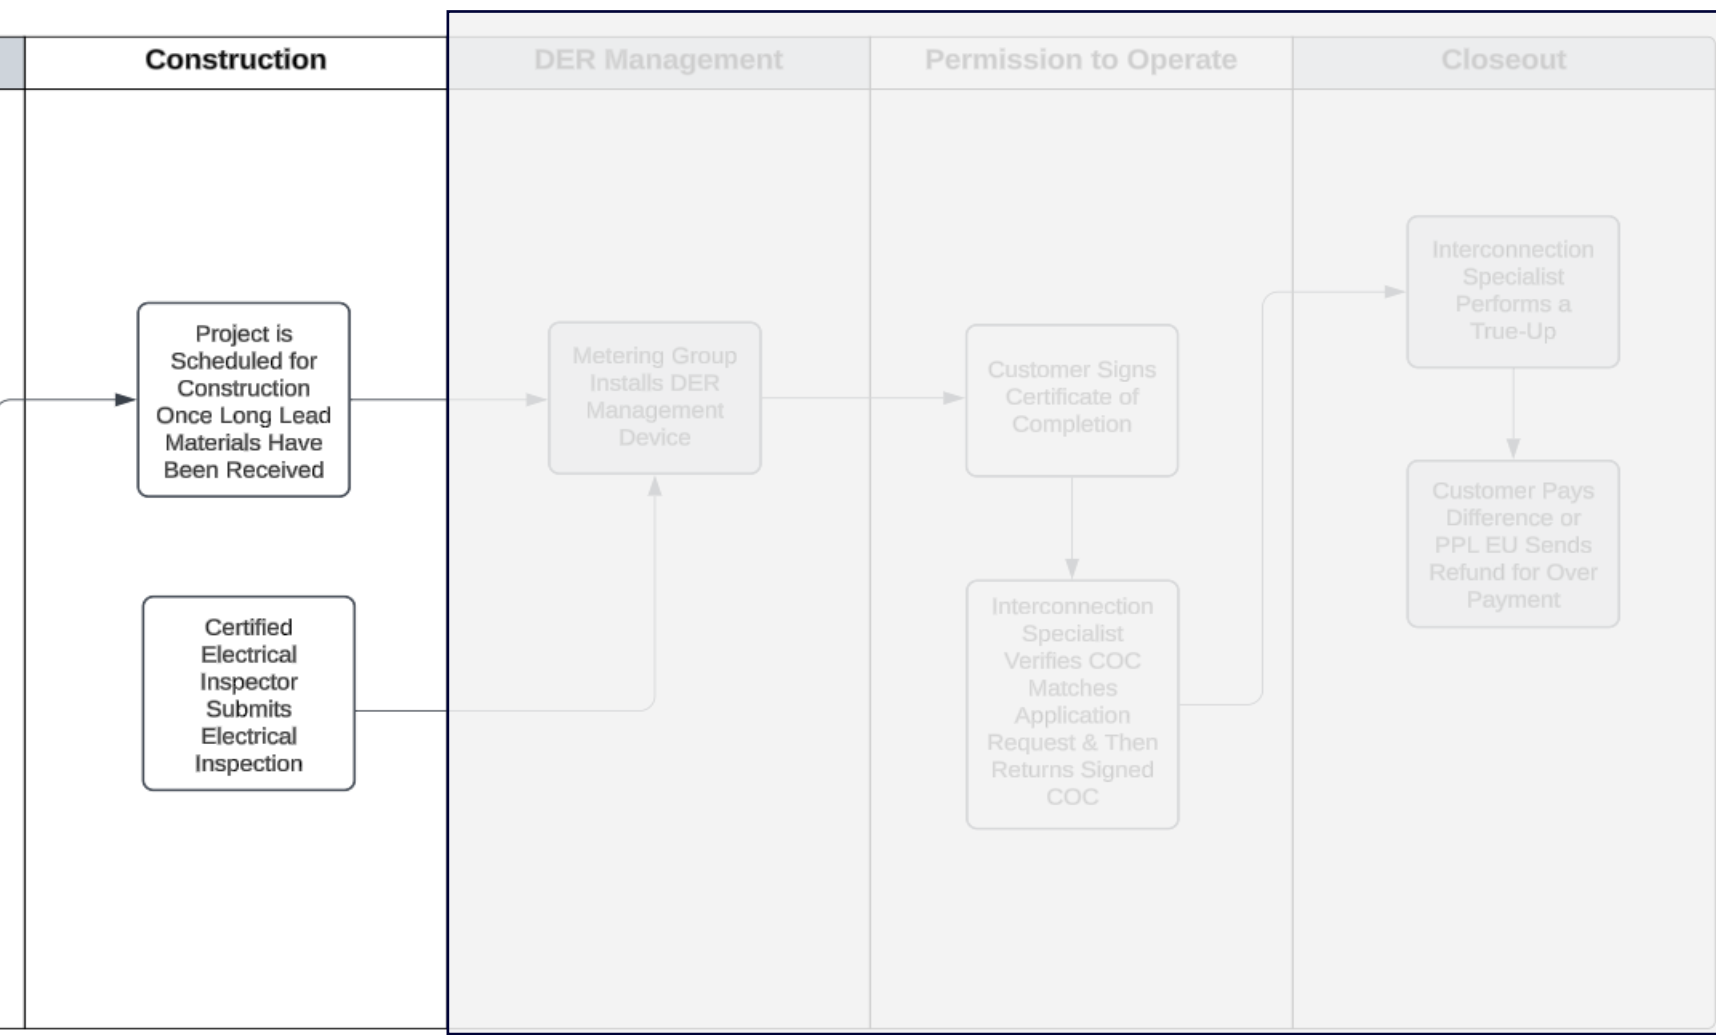 Construction
DER Management
Permission to Operate
Closeout
Project is
Scheduled for
Construction
Once Long Lead
Materials Have
Been Received
Certified
Electrical
Inspector
Submits
Electrical
Inspection
Metering Group
Installs DER
Management
Device
Customer Signs
Certificate of
Completion
Interconnection
Specialist
Verifies COC
Matches
Application
Request & Then
Returns Signed
COC
Interconnection
Specialist
Performs a
True-Up
Customer Pays
Difference or
PPL EU Sends
Refund for Over
Payment